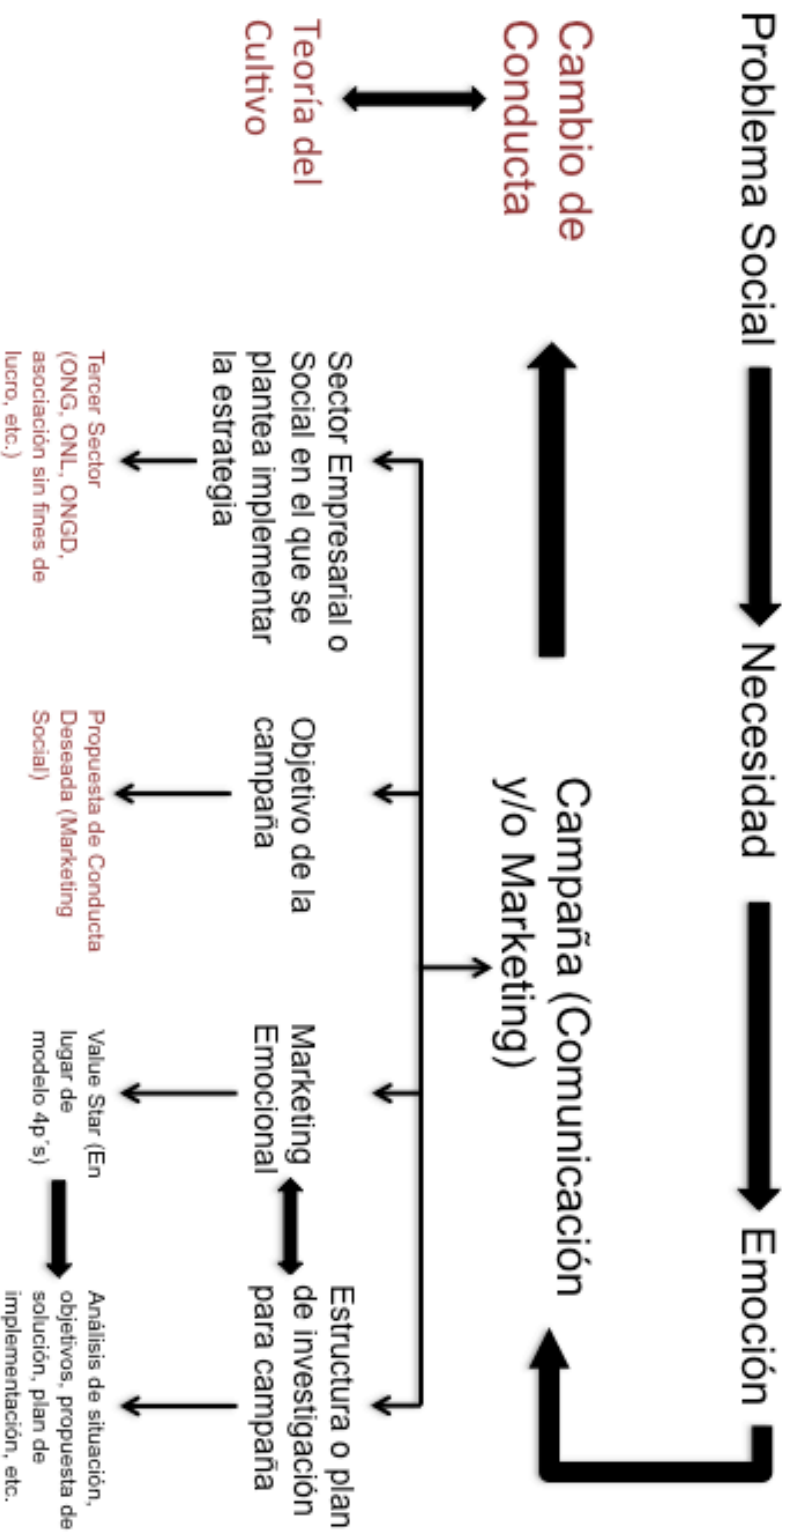 Problema Social
Necesidad
Emoción
Cambio de
Conducta
Campaña (Comunicación
y/o Marketing)
Teoría del
Cultivo
Sector Empresarial o
Social en el que se
plantea implementar
la estrategia
Objetivo de la
campaña
Marketing
Emocional
Estructura o plan
de investigación
para campaña
Tercer Sector
(ONG, ONL, ONGD,
asociación sin fines de
lucro, etc.)
Propuesta de Conducta
Deseada (Marketing
Social)
Value Star (En
lugar de
modelo 4p´s)
Análisis de situación,
objetivos, propuesta de
solución, plan de
implementación, etc.